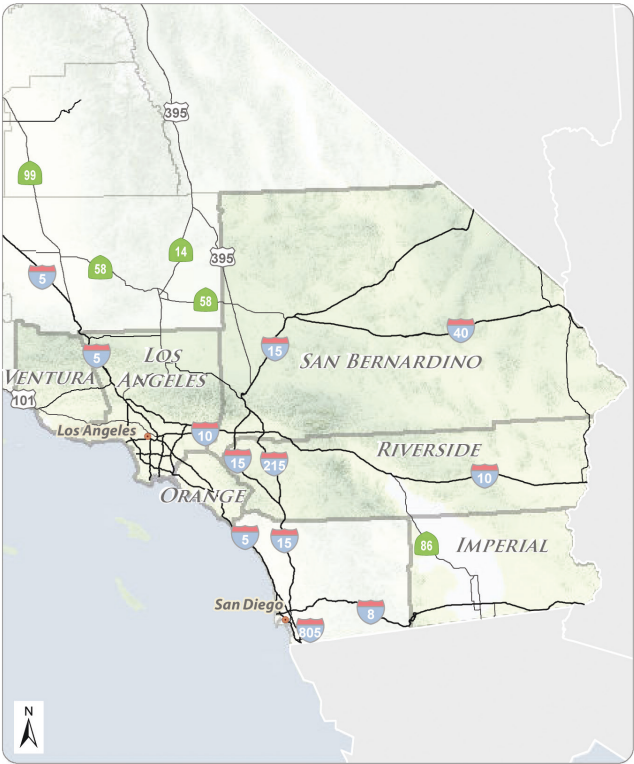 395
99
14
395
58
5
58
40
15
5
LOS
ANGELES
SAN BERNARDINO
VENTURA
101
Los Angeles
10
RIVERSIDE
15
215
10
ORANGE
5
15
86
IMPERIAL
San Diego
8
805
N